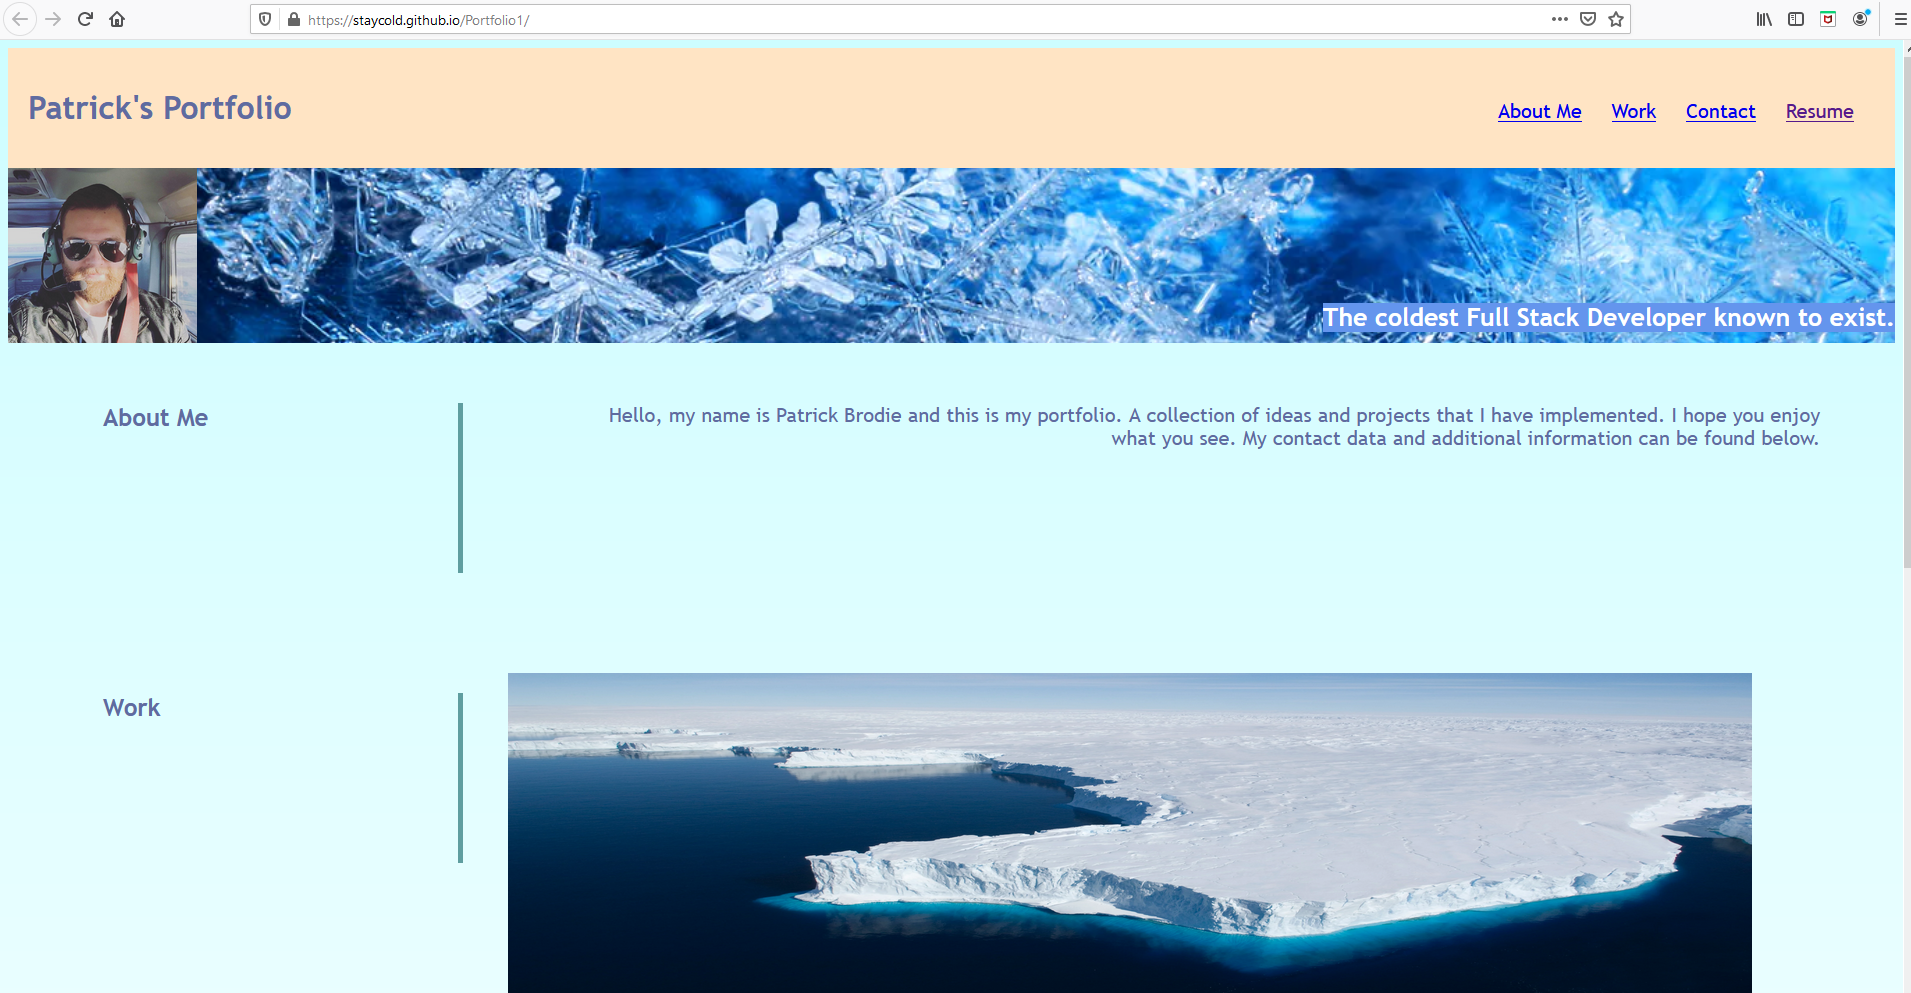 https://staycold.github.io/Portfolio1/
Patrick's Portfolio
About Me Work Contact Resume
The coldest Full Stack Developer known to exist.
About Me
Hello, my name is Patrick Brodie and this is my portfolio. A collection of ideas and projects that I have implemented. I hope you enjoy
what you see. My contact data and additional information can be found below.
Work